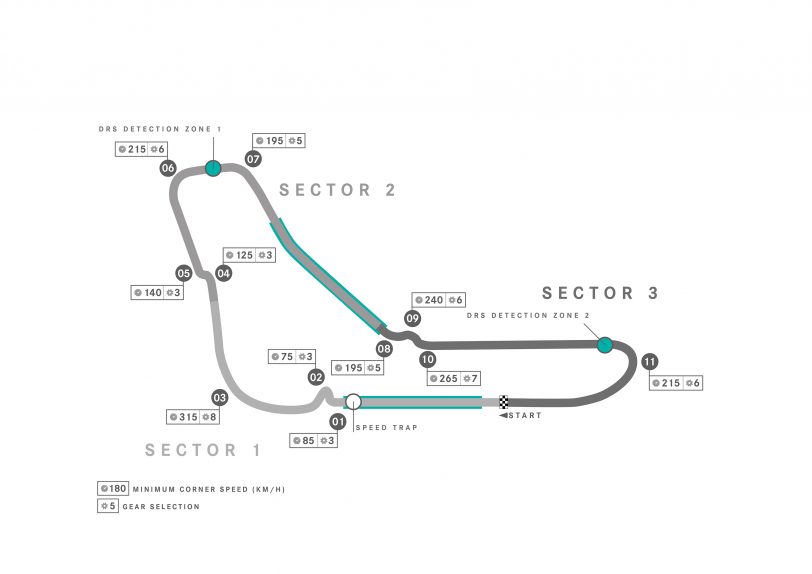 DRS DETECTION ZONE 1
215 6
06
195 5
07
SECTOR 2
05
04
125 3
140 3
SECTOR 3
240 6
09
DRS DETECTION ZONE 2
08
10
195 5
265 7
11
215 6
75 3
02
03
315 8
01
85 3
SPEED TRAP
START
SECTOR 1
180 MINIMUM CORNER SPEED (KM/H)
5 GEAR SELECTION